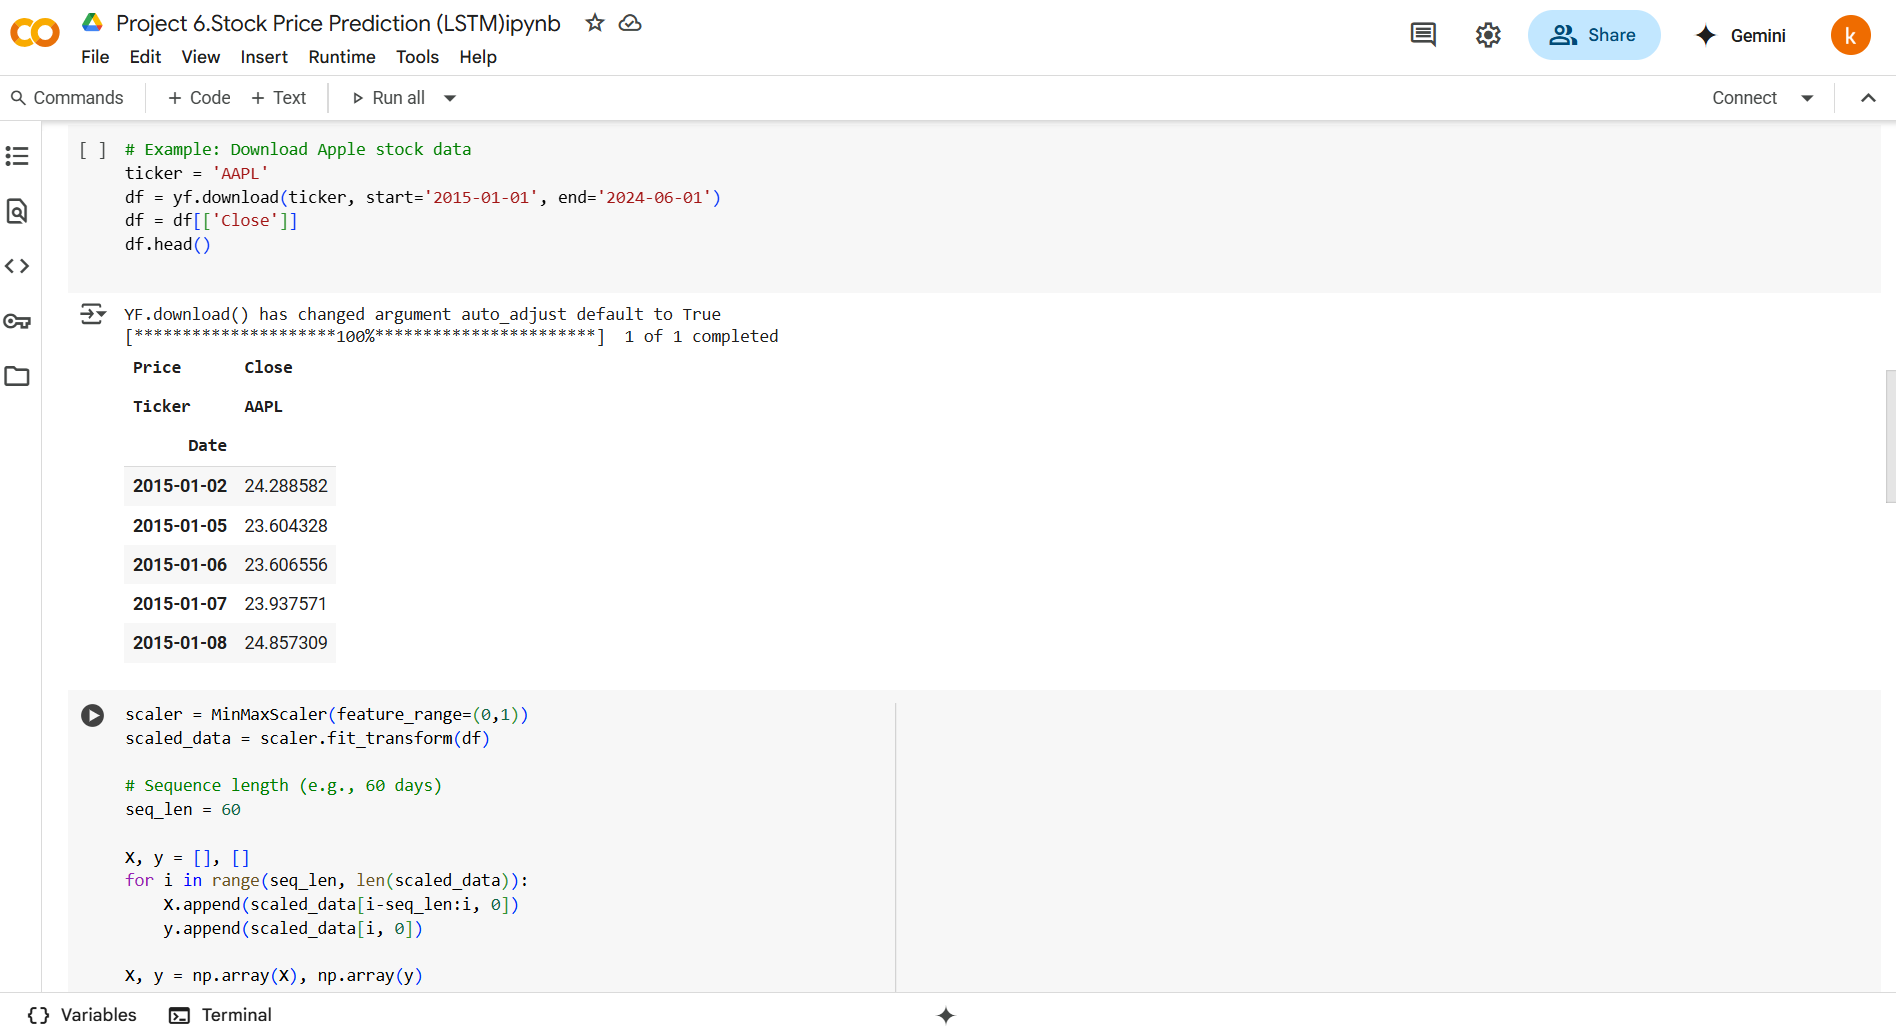 Project 6.Stock Price Prediction (LSTM)ipynb
File Edit View Insert Runtime Tools Help
Share
Gemini
k
Commands + Code + Text Run all
Connect
[ ] # Example: Download Apple stock data
ticker = 'AAPL'
df = yf.download(ticker, start='2015-01-01', end='2024-06-01')
df = df[['Close']]
df.head()
YF.download() has changed argument auto_adjust default to True
[*********************100%***********************]  1 of 1 completed
Price Close
Ticker AAPL
Date
2015-01-02 24.288582
2015-01-05 23.604328
2015-01-06 23.606556
2015-01-07 23.937571
2015-01-08 24.857309
scaler = MinMaxScaler(feature_range=(0,1))
scaled_data = scaler.fit_transform(df)
# Sequence length (e.g., 60 days)
seq_len = 60
X, y = [], []
for i in range(seq_len, len(scaled_data)):
    X.append(scaled_data[i-seq_len:i, 0])
    y.append(scaled_data[i, 0])
X, y = np.array(X), np.array(y)
{} Variables Terminal